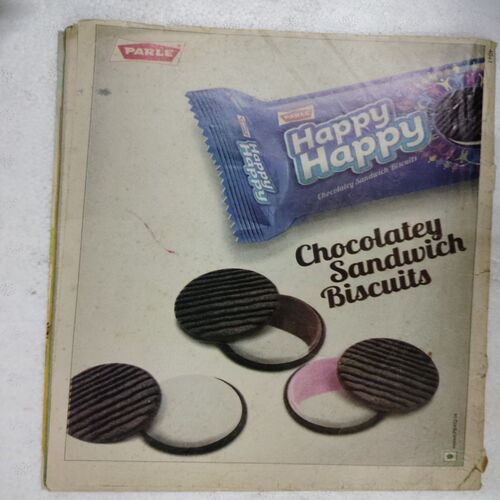 PARLE
PARLE
Happy
Happy
Chocolatey Sandwich Biscuits
Happy
Happy
Chocolatey
Sandwich
Biscuits